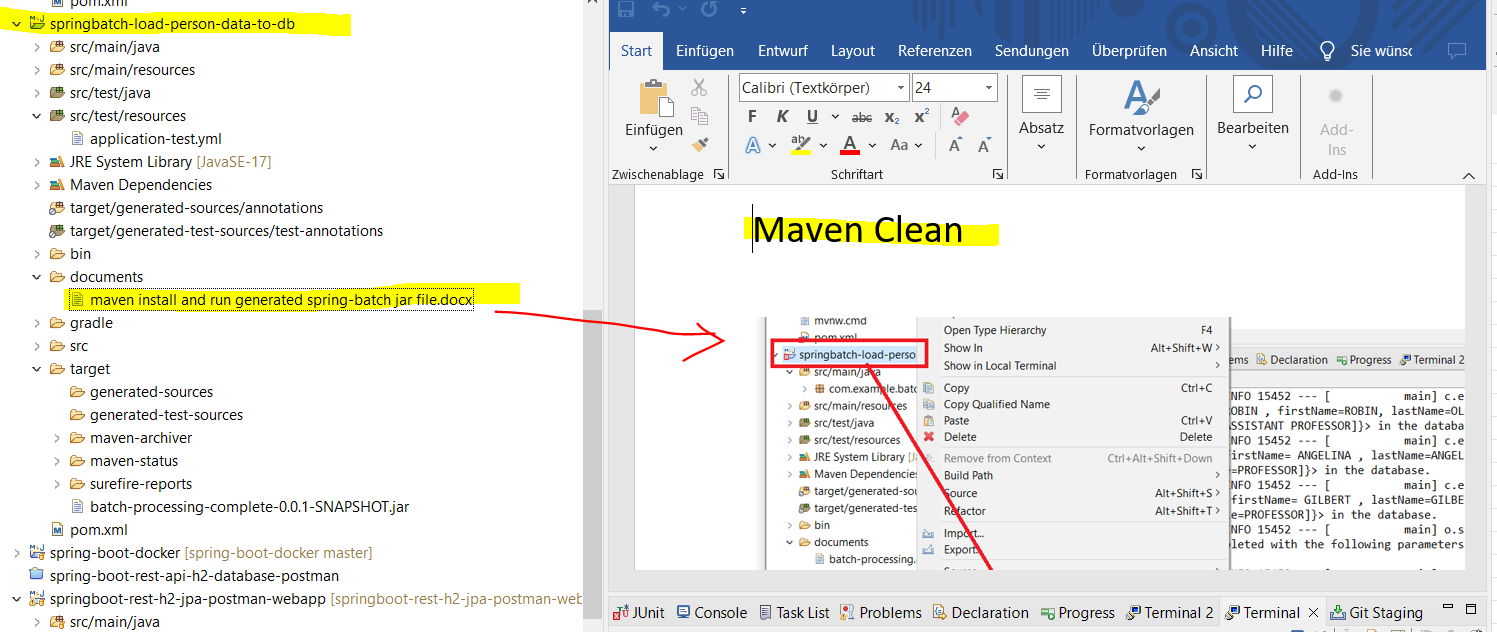 pom.xml
springbatch-load-person-data-to-db
src/main/java
src/main/resources
src/test/java
src/test/resources
application-test.yml
JRE System Library [JavaSE-17]
Maven Dependencies
target/generated-sources/annotations
target/generated-test-sources/test-annotations
bin
documents
maven install and run generated spring-batch jar file.docx
gradle
src
target
generated-sources
generated-test-sources
maven-archiver
maven-status
surefire-reports
batch-processing-complete-0.0.1-SNAPSHOT.jar
pom.xml
spring-boot-docker [spring-boot-docker master]
spring-boot-rest-api-h2-database-postman
springboot-rest-h2-jpa-postman-webapp [springboot-rest-h2-jpa-postman-web
src/main/java
Start Einfügen Entwurf Layout Referenzen Sendungen Überprüfen Ansicht Hilfe Sie wünsc
Calibri (Textkörper) 24
F K U abc x₂ x²
A ab A Aa A A
Einfügen
Absatz
Formatvorlagen
Bearbeiten
Add-
Ins
Zwischenablage Schriftart Formatvorlagen Add-Ins
Maven Clean
mvnw.cmd
pom.xml
springbatch-load-perso
src/main/java
com.example.batc
src/main/resources
src/test/java
src/test/resources
JRE System Library [Ja
Maven Dependencies
target/generated-sou
target/generated-tes
bin
documents
batch-processing.
Open Type Hierarchy F4
Show In Alt+Shift+W
Show in Local Terminal
Copy Ctrl+C
Copy Qualified Name
Paste Ctrl+V
Delete Delete
Remove from Context Ctrl+Alt+Shift+Down
Build Path
Source Alt+Shift+S
Refactor Alt+Shift+T
Import...
Export
ems Declaration Progress Terminal 2
NFO 15452 --- [ main] c.e
OBIN , firstName=ROBIN, lastName=OL
SSISTANT PROFESSOR]}> in the databa
NFO 15452 --- [ main] c.e
firstName= ANGELINA , lastName=ANGEL
e=PROFESSOR]}> in the database.
NFO 15452 --- [ main] c.e
firstName= GILBERT , lastName=GILBE
e=PROFESSOR]}> in the database.
NFO 15452 --- [ main] o.s
leted with the following parameters
JUnit Console Task List Problems Declaration Progress Terminal 2 Terminal Git Staging